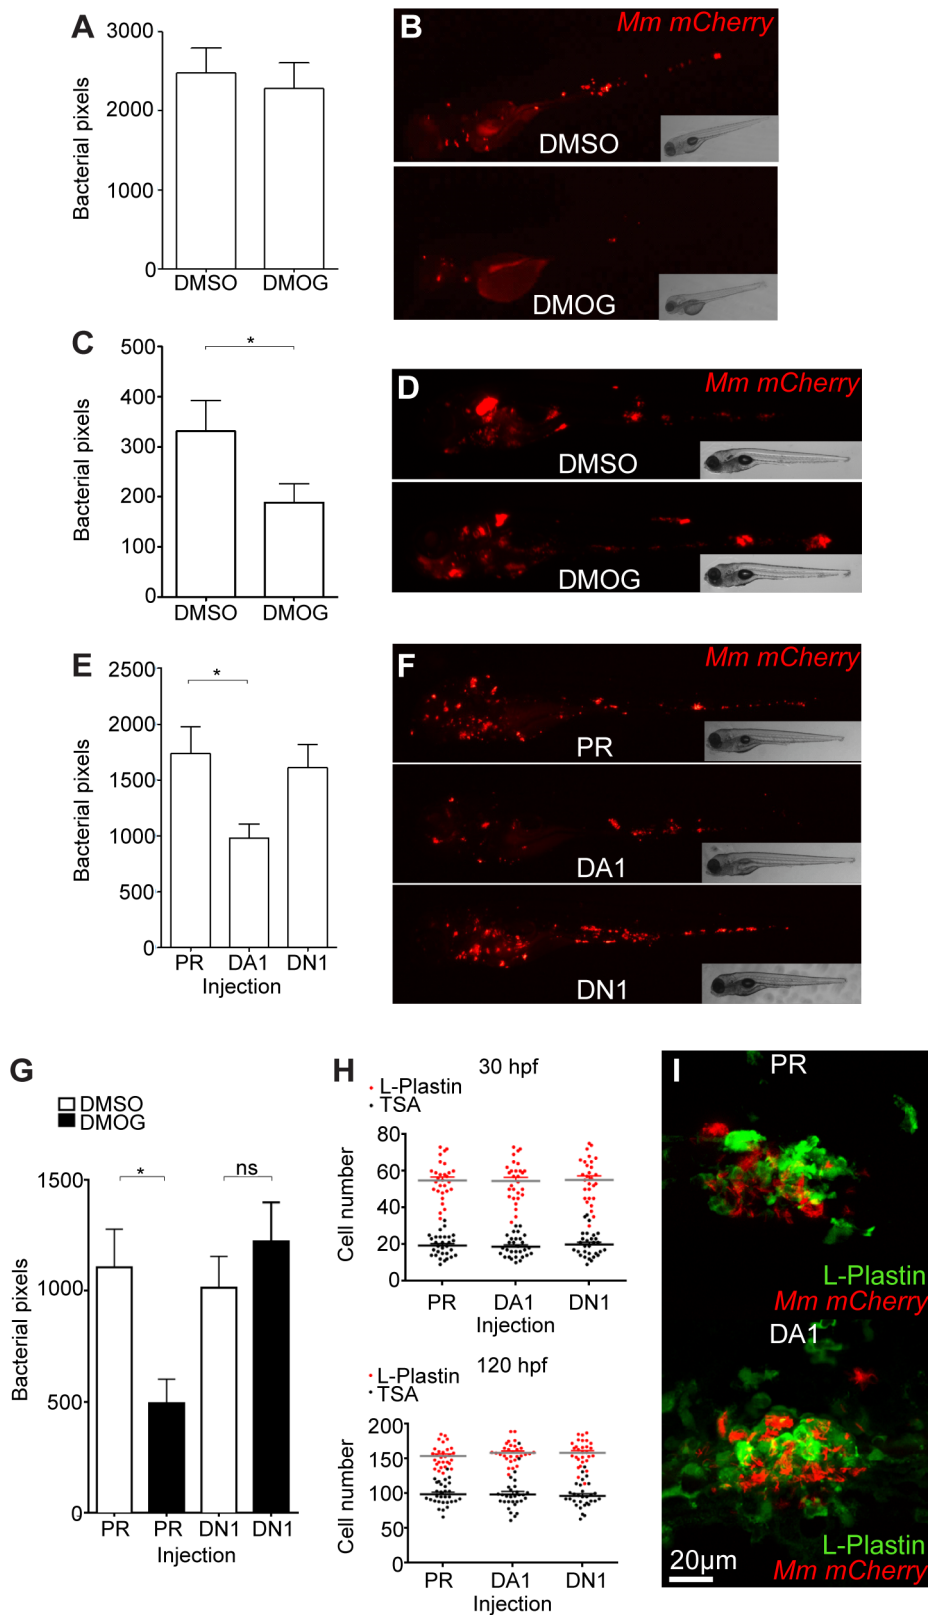 A
3000
2000
1000
0
Bacterial pixels
DMSO DMOG
B
Mm mCherry
DMSO
DMOG
C
500
400
300
200
100
0
Bacterial pixels
*
DMSO DMOG
D
Mm mCherry
DMSO
DMOG
E
2500
2000
1500
1000
500
0
Bacterial pixels
*
PR DA1 DN1
Injection
F
Mm mCherry
PR
DA1
DN1
G
DMSO
DMOG
1500
1000
500
0
Bacterial pixels
* ns
PR PR DN1 DN1
Injection
H
30 hpf
L-Plastin
TSA
80
60
40
20
0
Cell number
PR DA1 DN1
Injection
120 hpf
L-Plastin
TSA
200
150
100
50
0
Cell number
PR DA1 DN1
Injection
I
PR
L-Plastin
Mm mCherry
DA1
L-Plastin
20µm Mm mCherry